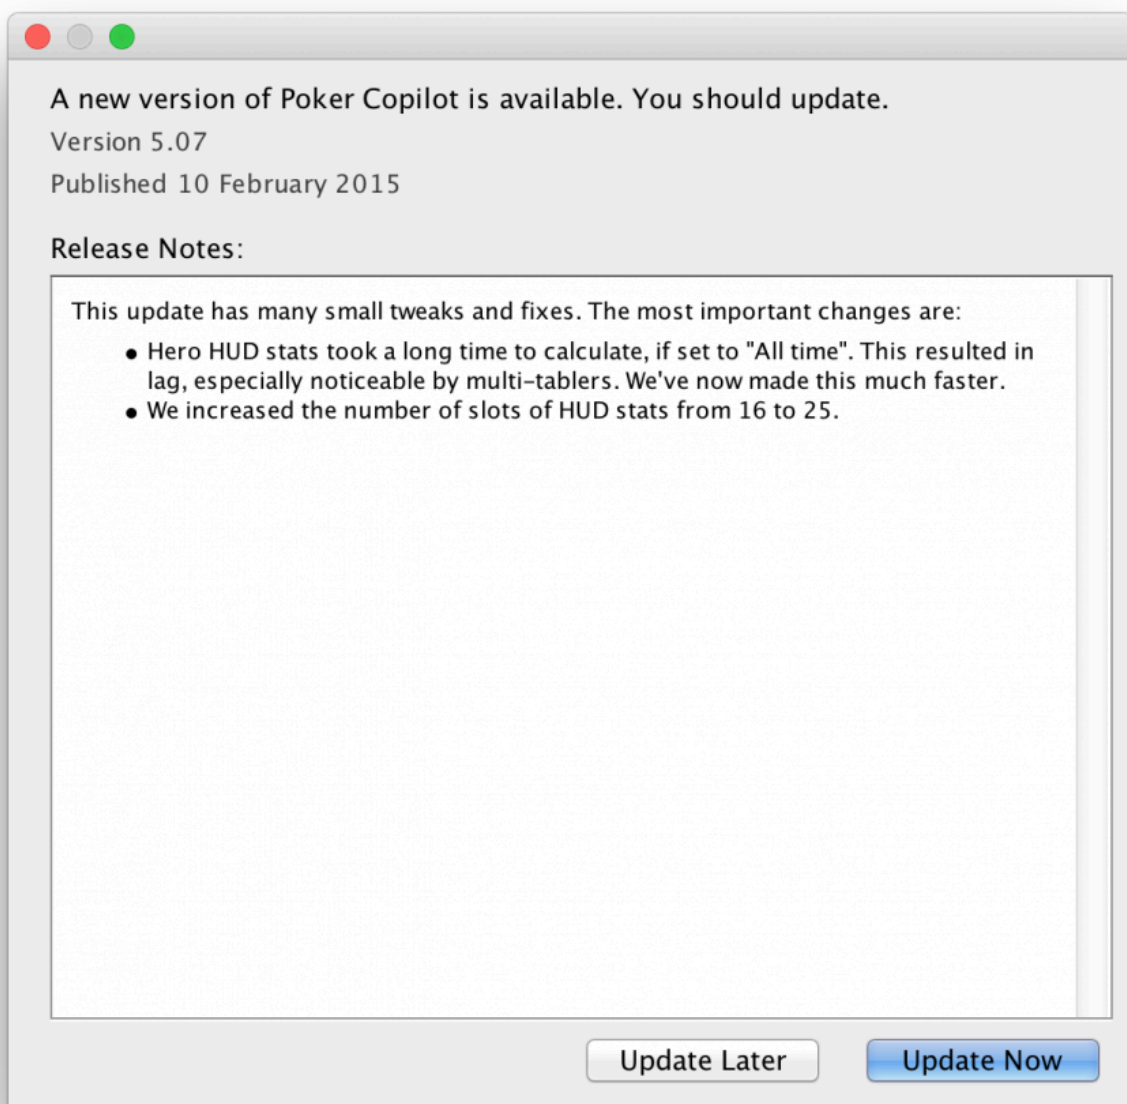 A new version of Poker Copilot is available. You should update.
Version 5.07
Published 10 February 2015
Release Notes:
This update has many small tweaks and fixes. The most important changes are:
● Hero HUD stats took a long time to calculate, if set to "All time". This resulted in
lag, especially noticeable by multi-tablers. We've now made this much faster.
● We increased the number of slots of HUD stats from 16 to 25.
Update Later
Update Now